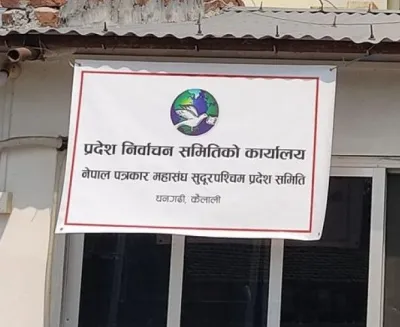 प्रदेश निर्वाचन समितिको कार्यालय
नेपाल पत्रकार महासंघ सुदूरपश्चिम प्रदेश समिति
धनगढी, कैलाली